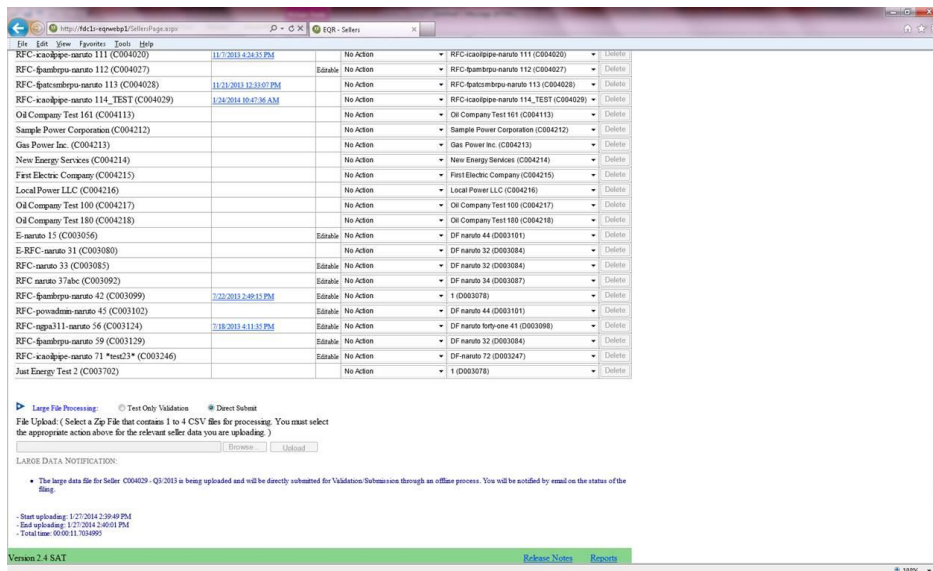 http://fdc1s-eqrwebp1/SellersPage.aspx
EQR - Sellers
File Edit View Favorites Tools Help
RFC-icaoilpipe-naruto 111 (C004020) 11/7/2013 4:24:35 PM No Action RFC-icaoilpipe-naruto 111 (C004020) Delete
RFC-fpambrpu-naruto 112 (C004027) Editable No Action RFC-fpambrpu-naruto 112 (C004027) Delete
RFC-fpatcsmbrpu-naruto 113 (C004028) 11/21/2013 12:33:07 PM No Action RFC-fpatcsmbrpu-naruto 113 (C004028) Delete
RFC-icaoilpipe-naruto 114_TEST (C004029) 1/24/2014 10:47:36 AM No Action RFC-icaoilpipe-naruto 114_TEST (C004029) Delete
Oil Company Test 161 (C004113) No Action Oil Company Test 161 (C004113) Delete
Sample Power Corporation (C004212) No Action Sample Power Corporation (C004212) Delete
Gas Power Inc. (C004213) No Action Gas Power Inc. (C004213) Delete
New Energy Services (C004214) No Action New Energy Services (C004214) Delete
First Electric Company (C004215) No Action First Electric Company (C004215) Delete
Local Power LLC (C004216) No Action Local Power LLC (C004216) Delete
Oil Company Test 100 (C004217) No Action Oil Company Test 100 (C004217) Delete
Oil Company Test 180 (C004218) No Action Oil Company Test 180 (C004218) Delete
E-naruto 15 (C003056) Editable No Action DF naruto 44 (D003101) Delete
E-RFC-naruto 31 (C003080) No Action DF naruto 32 (D003084) Delete
RFC-naruto 33 (C003085) Editable No Action DF naruto 32 (D003084) Delete
RFC naruto 37abc (C003092) Editable No Action DF naruto 34 (D003087) Delete
RFC-fpambrpu-naruto 42 (C003099) 7/22/2013 2:49:15 PM Editable No Action 1 (D003078) Delete
RFC-powadmin-naruto 45 (C003102) Editable No Action DF naruto 44 (D003101) Delete
RFC-ngpa311-naruto 56 (C003124) 7/18/2013 4:11:35 PM Editable No Action DF naruto forty-one 41 (D003098) Delete
RFC-fpambrpu-naruto 59 (C003129) Editable No Action DF naruto 32 (D003084) Delete
RFC-icaoilpipe-naruto 71 *test23* (C003246) Editable No Action DF-naruto 72 (D003247) Delete
Just Energy Test 2 (C003702) No Action 1 (D003078) Delete
Large File Processing: Test Only Validation Direct Submit
File Upload: ( Select a Zip File that contains 1 to 4 CSV files for processing. You must select
the appropriate action above for the relevant seller data you are uploading. )
Browse... Upload
LARGE DATA NOTIFICATION:
• The large data file for Seller C004029 - Q3/2013 is being uploaded and will be directly submitted for Validation/Submission through an offline process. You will be notified by email on the status of the
filing.
- Start uploading: 1/27/2014 2:39:49 PM
- End uploading: 1/27/2014 2:40:01 PM
- Total time: 00:00:11.7034995
Version 2.4 SAT Release Notes Reports